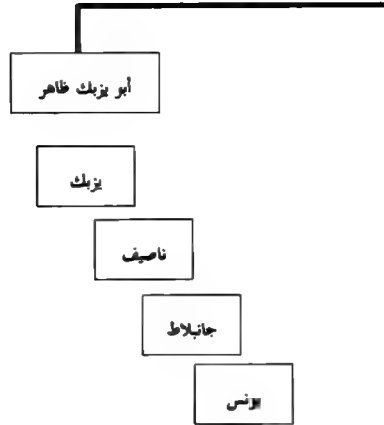 أبو يزبك ظاهر
يزبك
ناصيف
جانبلاط
يونس